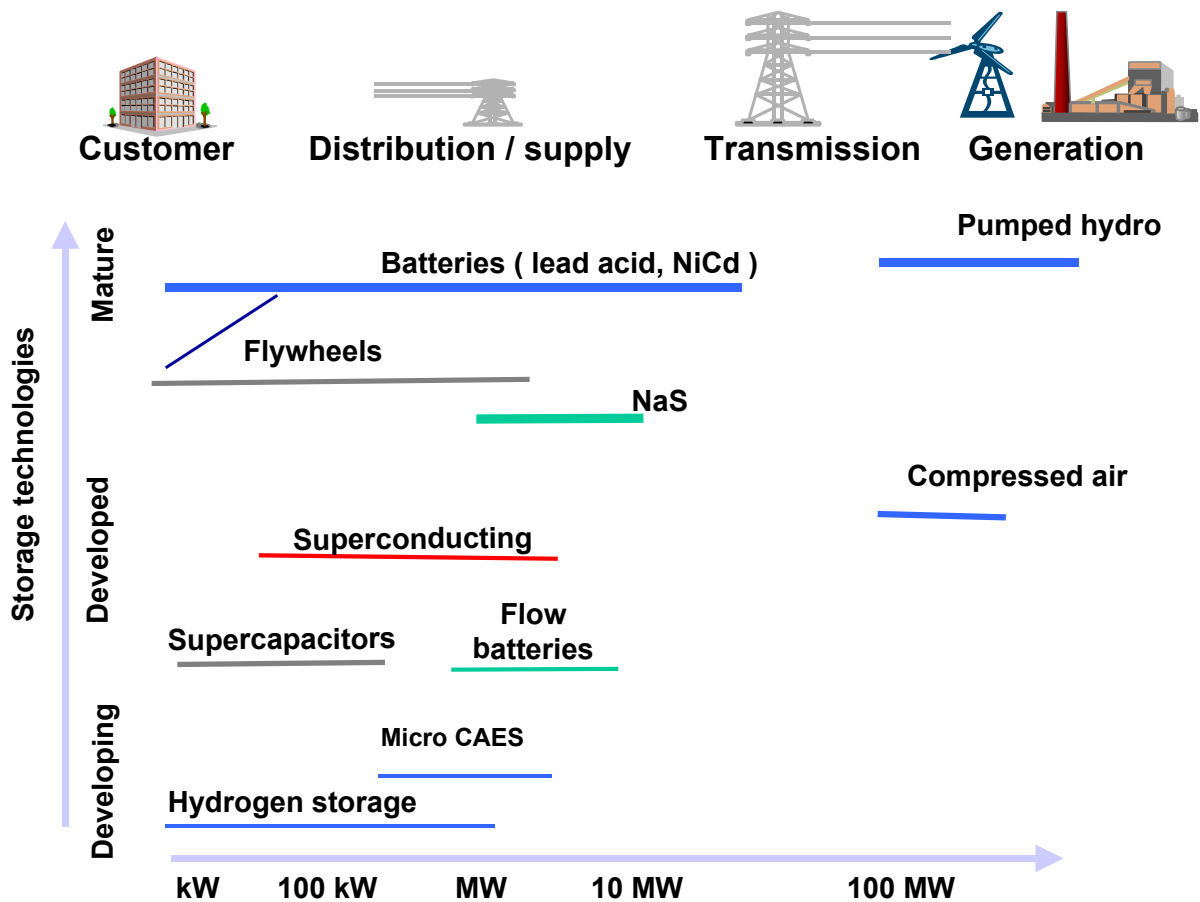 Customer
Distribution / supply
Transmission
Generation
Storage technologies
Mature
Developed
Developing
Pumped hydro
Batteries ( lead acid, NiCd )
Flywheels
NaS
Compressed air
Superconducting
Flow
batteries
Supercapacitors
Micro CAES
Hydrogen storage
kW
100 kW
MW
10 MW
100 MW